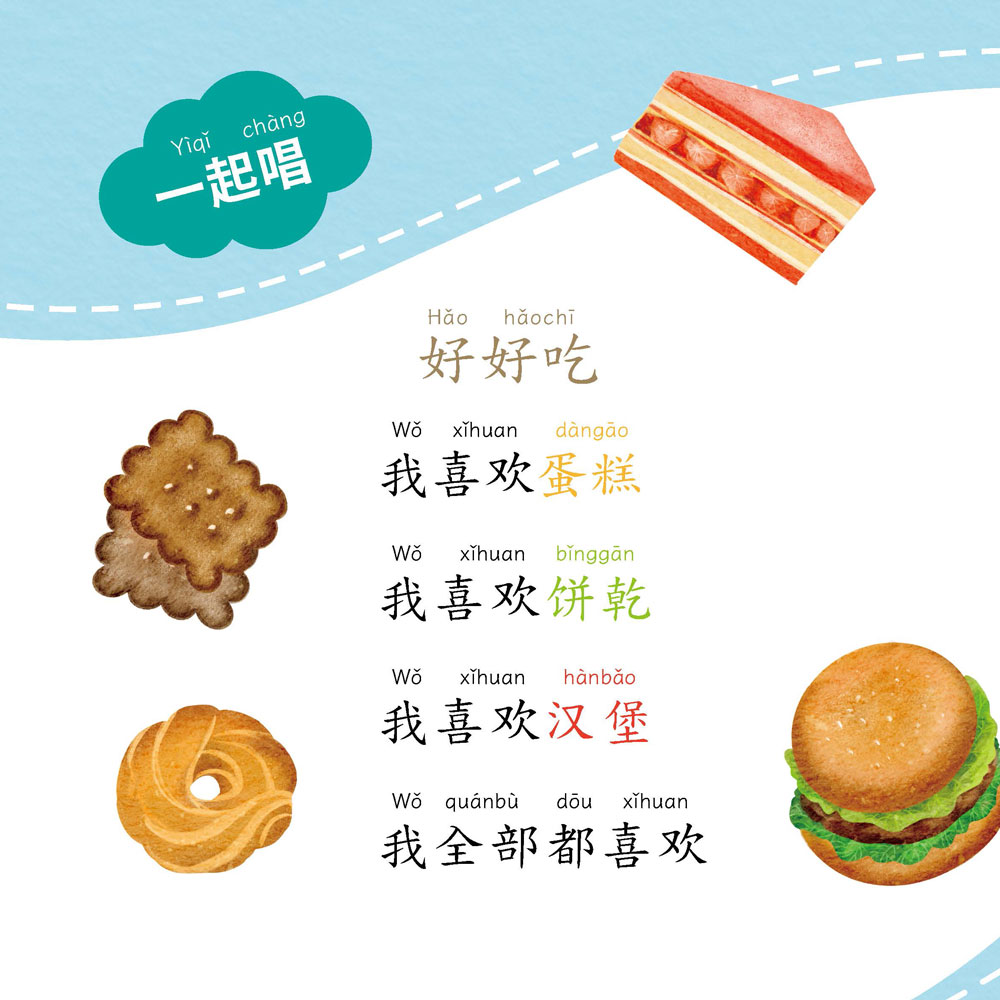 Yìqǐ chàng
一起唱
Hǎo hǎochī
好好吃
Wǒ xǐhuan dàngāo
我喜欢蛋糕
Wǒ xǐhuan bǐnggān
我喜欢饼乾
Wǒ xǐhuan hànbǎo
我喜欢汉堡
Wǒ quánbù dōu xǐhuan
我全部都喜欢